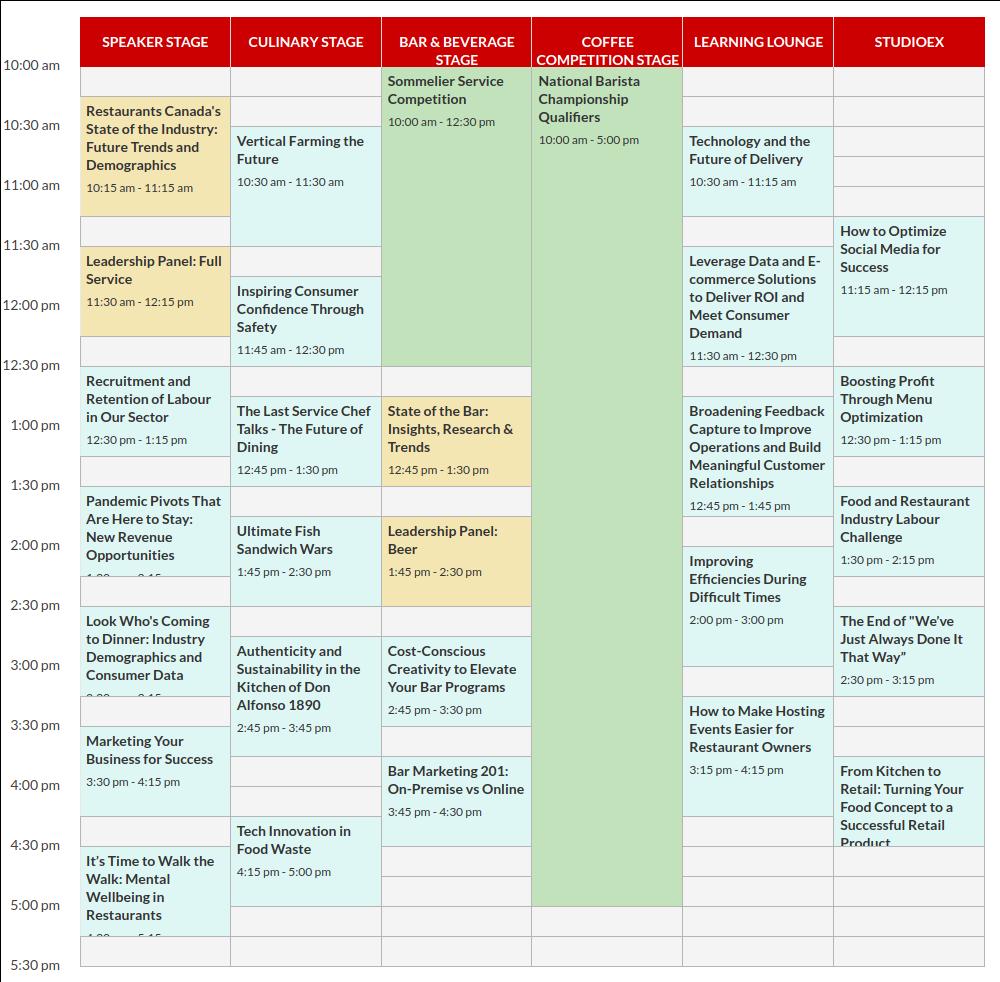 SPEAKER STAGE
CULINARY STAGE
BAR & BEVERAGE
STAGE
COFFEE
COMPETITION STAGE
LEARNING LOUNGE
STUDIOEX
10:00 am
10:30 am
11:00 am
11:30 am
12:00 pm
12:30 pm
1:00 pm
1:30 pm
2:00 pm
2:30 pm
3:00 pm
3:30 pm
4:00 pm
4:30 pm
5:00 pm
5:30 pm
Restaurants Canada's
State of the Industry:
Future Trends and
Demographics
10:15 am - 11:15 am
Leadership Panel: Full
Service
11:30 am - 12:15 pm
Recruitment and
Retention of Labour
in Our Sector
12:30 pm - 1:15 pm
Pandemic Pivots That
Are Here to Stay:
New Revenue
Opportunities
Look Who's Coming
to Dinner: Industry
Demographics and
Consumer Data
Marketing Your
Business for Success
3:30 pm - 4:15 pm
It's Time to Walk the
Walk: Mental
Wellbeing in
Restaurants
Vertical Farming the
Future
10:30 am - 11:30 am
Inspiring Consumer
Confidence Through
Safety
11:45 am - 12:30 pm
The Last Service Chef
Talks - The Future of
Dining
12:45 pm - 1:30 pm
Ultimate Fish
Sandwich Wars
1:45 pm - 2:30 pm
Authenticity and
Sustainability in the
Kitchen of Don
Alfonso 1890
2:45 pm - 3:45 pm
Tech Innovation in
Food Waste
4:15 pm - 5:00 pm
Sommelier Service
Competition
10:00 am - 12:30 pm
State of the Bar:
Insights, Research &
Trends
12:45 pm - 1:30 pm
Leadership Panel:
Beer
1:45 pm - 2:30 pm
Cost-Conscious
Creativity to Elevate
Your Bar Programs
2:45 pm - 3:30 pm
Bar Marketing 201:
On-Premise vs Online
3:45 pm - 4:30 pm
National Barista
Championship
Qualifiers
10:00 am - 5:00 pm
Technology and the
Future of Delivery
10:30 am - 11:15 am
Leverage Data and E-
commerce Solutions
to Deliver ROI and
Meet Consumer
Demand
11:30 am - 12:30 pm
Broadening Feedback
Capture to Improve
Operations and Build
Meaningful Customer
Relationships
12:45 pm - 1:45 pm
Improving
Efficiencies During
Difficult Times
2:00 pm - 3:00 pm
How to Make Hosting
Events Easier for
Restaurant Owners
3:15 pm - 4:15 pm
How to Optimize
Social Media for
Success
11:15 am - 12:15 pm
Boosting Profit
Through Menu
Optimization
12:30 pm - 1:15 pm
Food and Restaurant
Industry Labour
Challenge
1:30 pm - 2:15 pm
The End of "We've
Just Always Done It
That Way”
2:30 pm - 3:15 pm
From Kitchen to
Retail: Turning Your
Food Concept to a
Successful Retail
Product